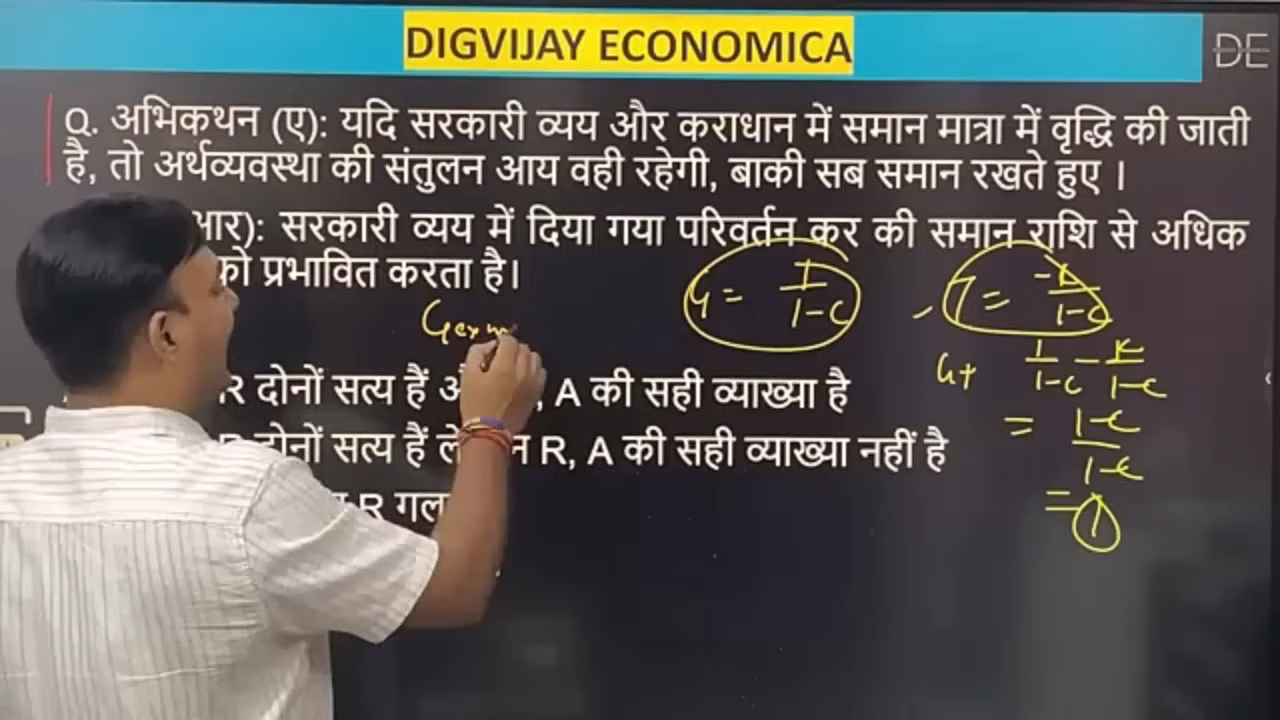 DIGVIJAY ECONOMICA
DE
Q. अभिकथन (ए): यदि सरकारी व्यय और कराधान में समान मात्रा में वृद्धि की जाती
है, तो अर्थव्यवस्था की संतुलन आय वही रहेगी, बाकी सब समान रखते हुए ।
आर): सरकारी व्यय में दिया गया परिवर्तन कर की समान राशि से अधिक
को प्रभावित करता है।
G = 1/1-C
T = -C/1-C
1/1-C - C/1-C
R दोनों सत्य हैं , A की सही व्याख्या है
= 1-C/1-C
दोनों सत्य हैं R, A की सही व्याख्या नहीं है
= 1
R